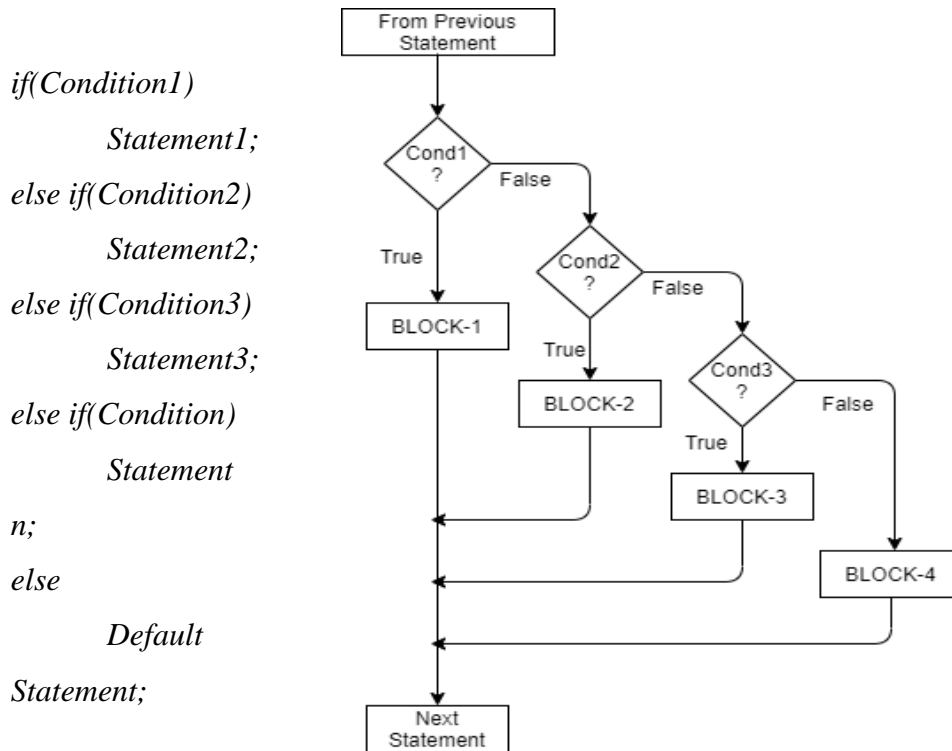 if(Condition1)
Statement1;
else if(Condition2)
Statement2;
else if(Condition3)
Statement3;
else if(Condition)
Statement
n;
else
Default
Statement;
From Previous
Statement
Cond1
?
False
True
BLOCK-1
Cond2
?
False
True
BLOCK-2
Cond3
?
False
True
BLOCK-3
BLOCK-4
Next
Statement